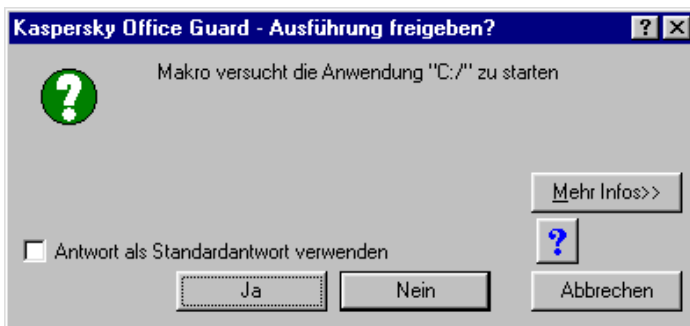 Kaspersky Office Guard - Ausführung freigeben?
Makro versucht die Anwendung "C:/" zu starten
Mehr Infos>>
Antwort als Standardantwort verwenden
Ja
Nein
Abbrechen